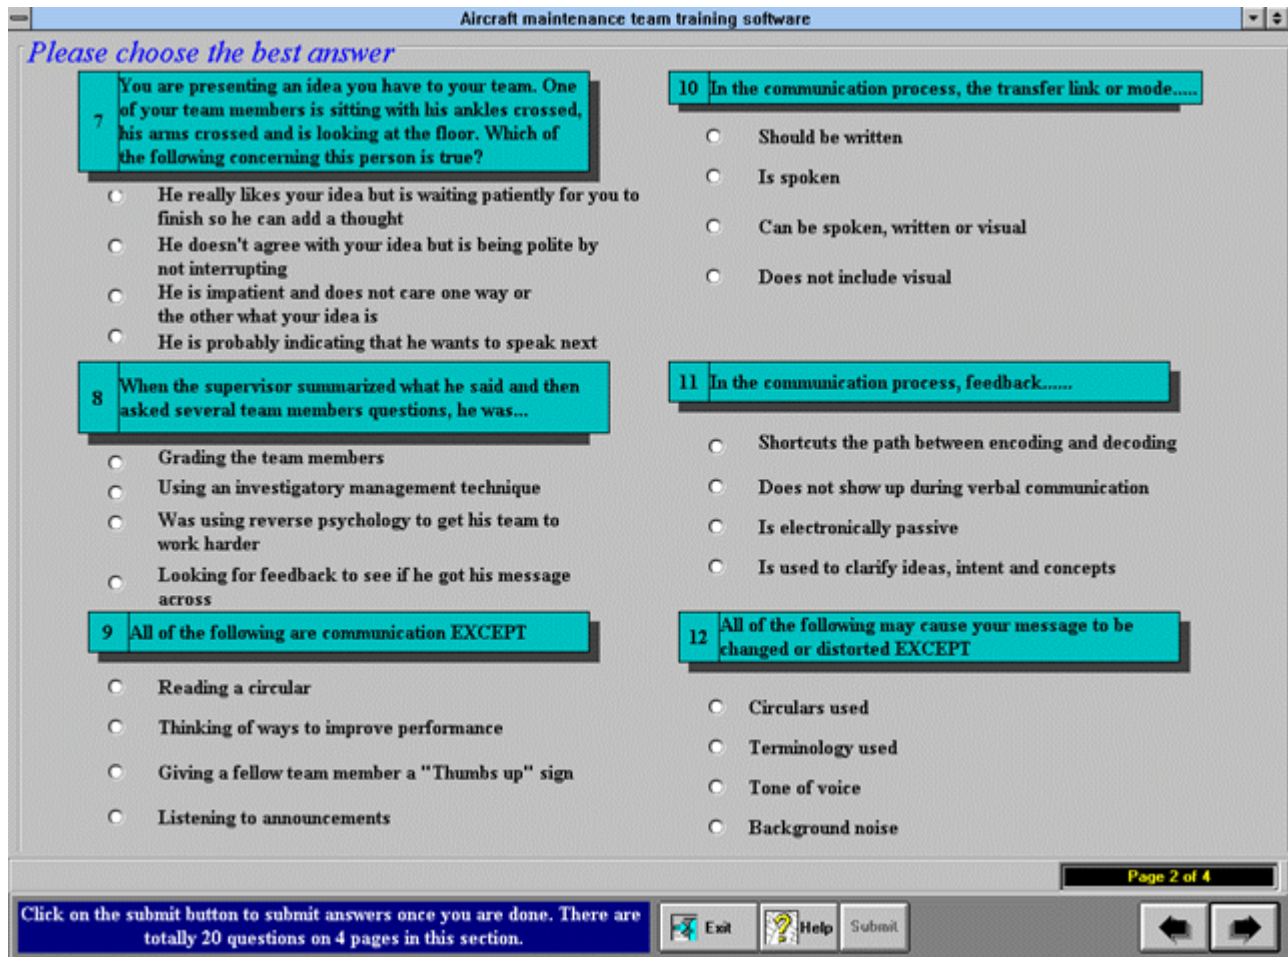 Aircraft maintenance team training software
Please choose the best answer
7
You are presenting an idea you have to your team. One
of your team members is sitting with his ankles crossed,
his arms crossed and is looking at the floor. Which of
the following concerning this person is true?
He really likes your idea but is waiting patiently for you to
finish so he can add a thought
He doesn't agree with your idea but is being polite by
not interrupting
He is impatient and does not care one way or
the other what your idea is
He is probably indicating that he wants to speak next
8
When the supervisor summarized what he said and then
asked several team members questions, he was...
Grading the team members
Using an investigatory management technique
Was using reverse psychology to get his team to
work harder
Looking for feedback to see if he got his message
across
9 All of the following are communication EXCEPT
Reading a circular
Thinking of ways to improve performance
Giving a fellow team member a "Thumbs up" sign
Listening to announcements
10 In the communication process, the transfer link or mode.....
Should be written
Is spoken
Can be spoken, written or visual
Does not include visual
11 In the communication process, feedback......
Shortcuts the path between encoding and decoding
Does not show up during verbal communication
Is electronically passive
Is used to clarify ideas, intent and concepts
12
All of the following may cause your message to be
changed or distorted EXCEPT
Circulars used
Terminology used
Tone of voice
Background noise
Page 2 of 4
Click on the submit button to submit answers once you are done. There are
totally 20 questions on 4 pages in this section.
Exit
Help
Submit